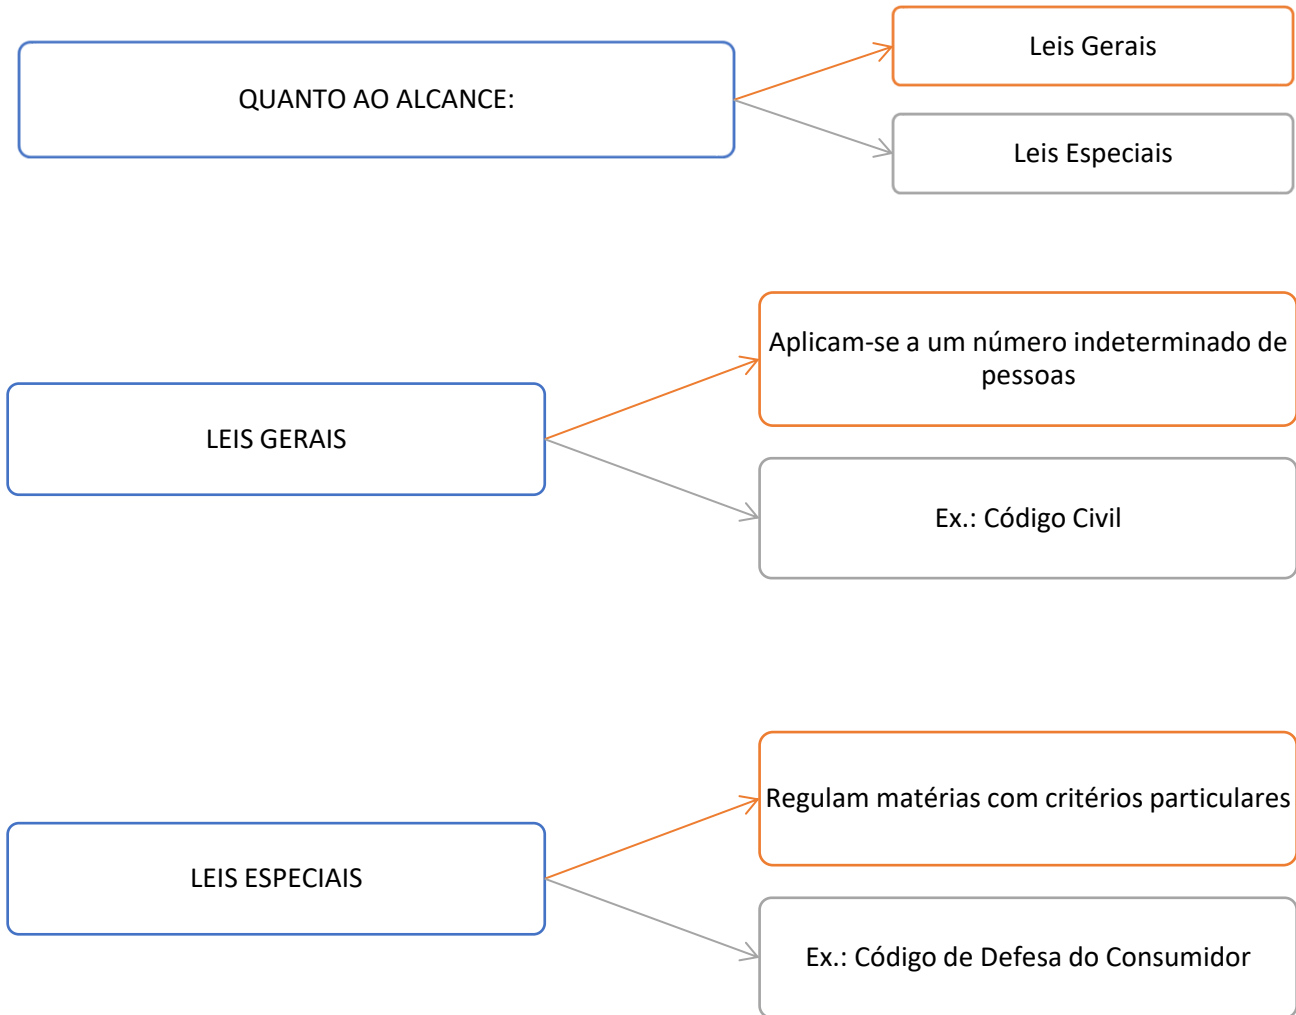 QUANTO AO ALCANCE:
Leis Gerais
Leis Especiais
LEIS GERAIS
Aplicam-se a um número indeterminado de
pessoas
Ex.: Código Civil
LEIS ESPECIAIS
Regulam matérias com critérios particulares
Ex.: Código de Defesa do Consumidor